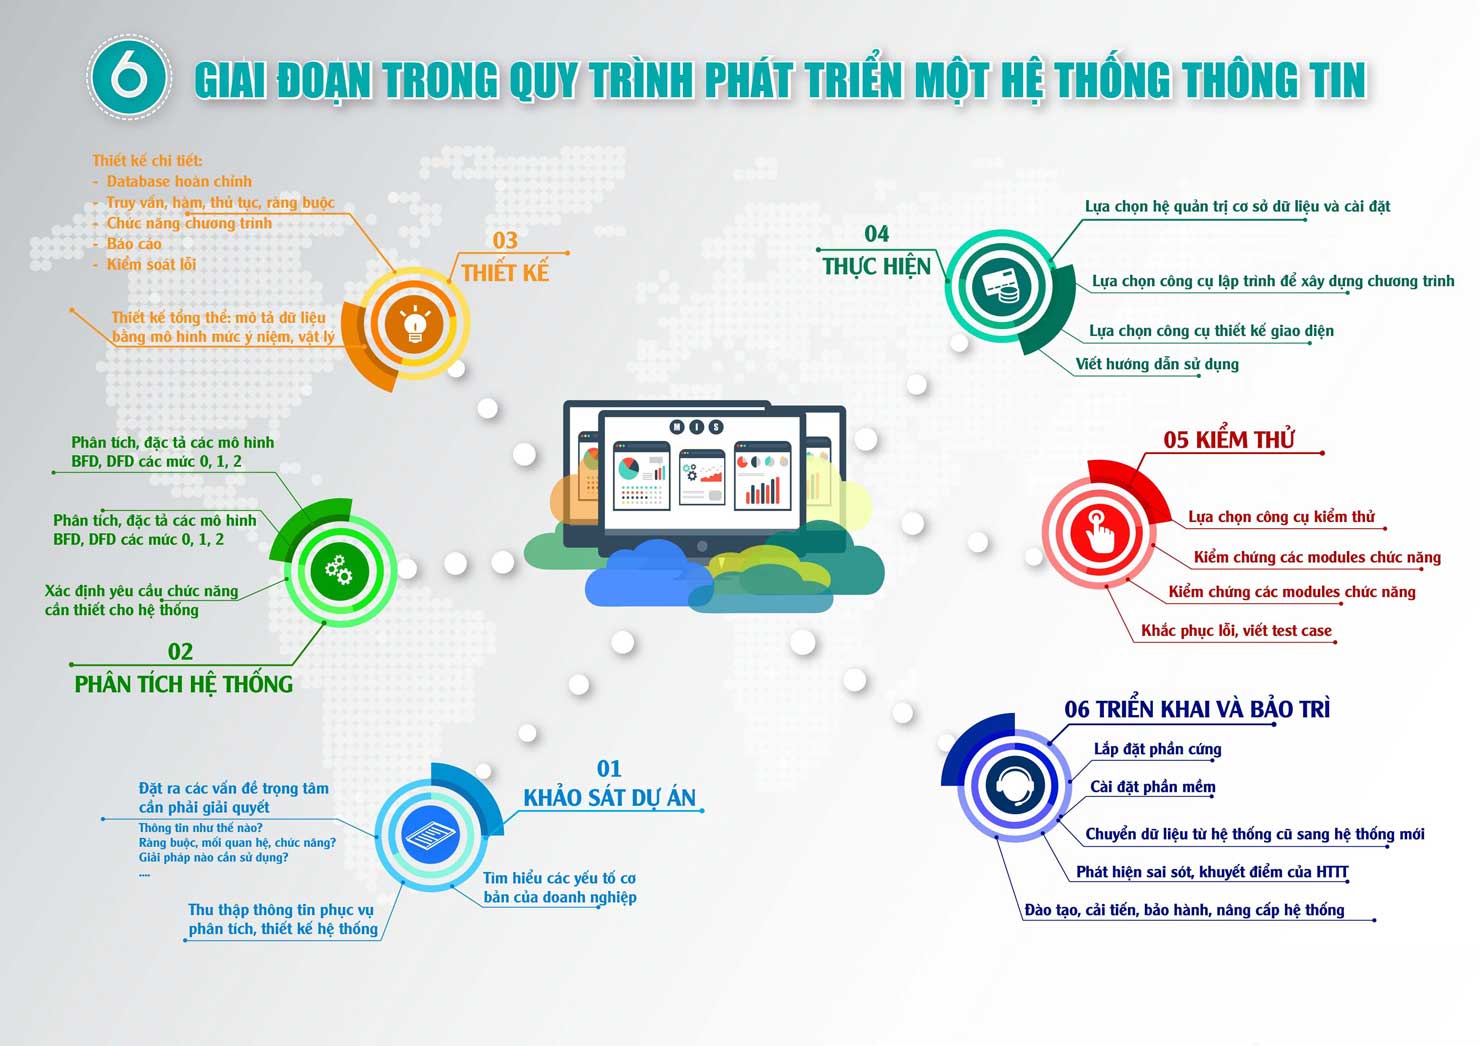 6
GIAI ĐOẠN TRONG QUY TRÌNH PHÁT TRIỂN MỘT HỆ THỐNG THÔNG TIN
Thiết kế chi tiết:
- Database hoàn chỉnh
- Truy vấn, hàm, thủ tục, ràng buộc
- Chức năng chương trình
- Báo cáo
- Kiểm soát lỗi
03
THIẾT KẾ
Thiết kế tổng thể: mô tả dữ liệu
bằng mô hình mức ý niệm, vật lý
04
THỰC HIỆN
Lựa chọn hệ quản trị cơ sở dữ liệu và cài đặt
Lựa chọn công cụ lập trình để xây dựng chương trình
Lựa chọn công cụ thiết kế giao diện
Viết hướng dẫn sử dụng
M I S
Phân tích, đặc tả các mô hình
BFD, DFD các mức 0, 1, 2
Phân tích, đặc tả các mô hình
BFD, DFD các mức 0, 1, 2
Xác định yêu cầu chức năng
cần thiết cho hệ thống
02
PHÂN TÍCH HỆ THỐNG
05 KIỂM THỬ
Lựa chọn công cụ kiểm thử
Kiểm chứng các modules chức năng
Kiểm chứng các modules chức năng
Khắc phục lỗi, viết test case
01
KHẢO SÁT DỰ ÁN
Đặt ra các vấn đề trọng tâm
cần phải giải quyết
Thông tin như thế nào?
Ràng buộc, mối quan hệ, chức năng?
Giải pháp nào cần sử dụng?
....
Tìm hiểu các yếu tố cơ
bản của doanh nghiệp
Thu thập thông tin phục vụ
phân tích, thiết kế hệ thống
06 TRIỂN KHAI VÀ BẢO TRÌ
Lắp đặt phần cứng
Cài đặt phần mềm
Chuyển dữ liệu từ hệ thống cũ sang hệ thống mới
Phát hiện sai sót, khuyết điểm của HTTT
Đào tạo, cải tiến, bảo hành, nâng cấp hệ thống